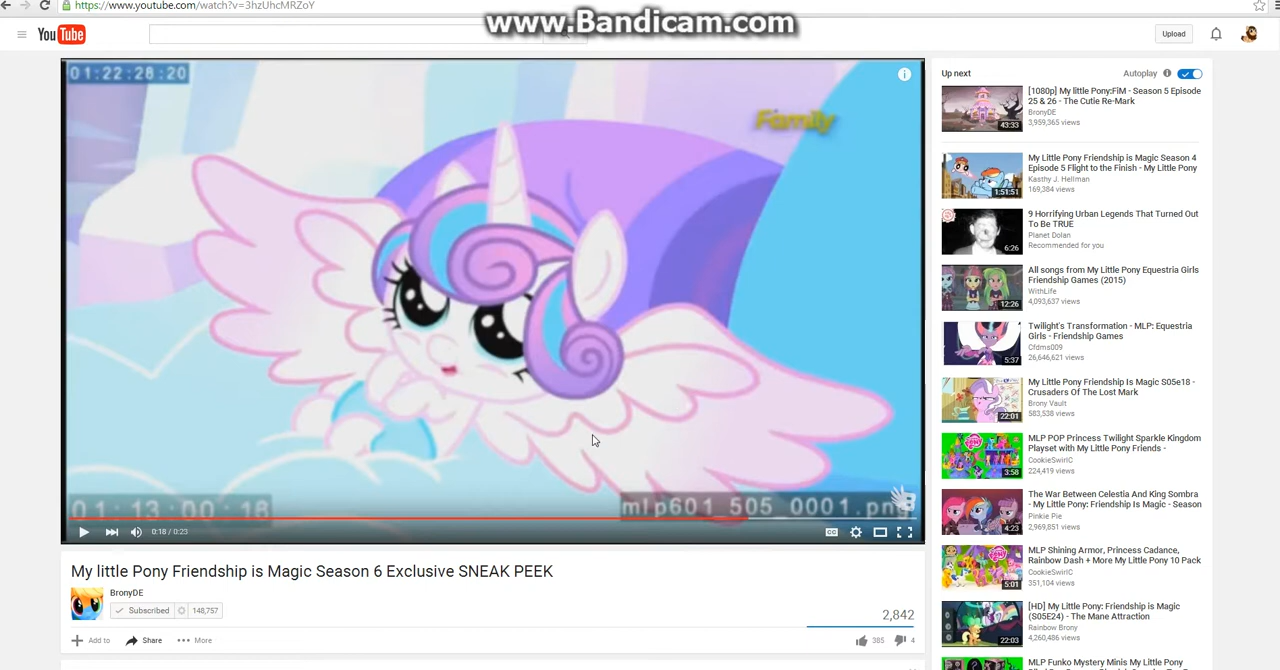 https://www.youtube.com/watch?v=3hzUhcMRZoY
www.Bandicam.com
YouTube
Upload
01:22:28:20
Family
01:13:00:18
mlp601_505_0001.png
0:18 / 0:23
CC
My little Pony Friendship is Magic Season 6 Exclusive SNEAK PEEK
BronyDE
Subscribed 148,757
2,842
Add to Share More
385 4
Up next
Autoplay
[1080p] My little Pony:FiM - Season 5 Episode
25 & 26 - The Cutie Re-Mark
BronyDE
3,959,365 views
43:33
My Little Pony Friendship is Magic Season 4
Episode 5 Flight to the Finish - My Little Pony
Kasthy J. Hellman
169,384 views
1:51:51
9 Horrifying Urban Legends That Turned Out
To Be TRUE
Planet Dolan
Recommended for you
6:26
All songs from My Little Pony Equestria Girls
Friendship Games (2015)
WithLife
4,093,637 views
12:26
Twilight's Transformation - MLP: Equestria
Girls - Friendship Games
Cfdms009
26,646,621 views
5:37
My Little Pony Friendship Is Magic S05e18 -
Crusaders Of The Lost Mark
Brony Vault
583,538 views
22:01
MLP POP Princess Twilight Sparkle Kingdom
Playset with My Little Pony Friends -
CookieSwirlC
224,419 views
3:58
The War Between Celestia And King Sombra
- My Little Pony: Friendship Is Magic - Season
Pinkie Pie
2,969,851 views
4:23
MLP Shining Armor, Princess Cadance,
Rainbow Dash + More My Little Pony 10 Pack
CookieSwirlC
351,104 views
5:01
[HD] My Little Pony: Friendship is Magic
(S05E24) - The Mane Attraction
Rainbow Brony
4,260,486 views
22:03
MLP Funko Mystery Minis My Little Pony